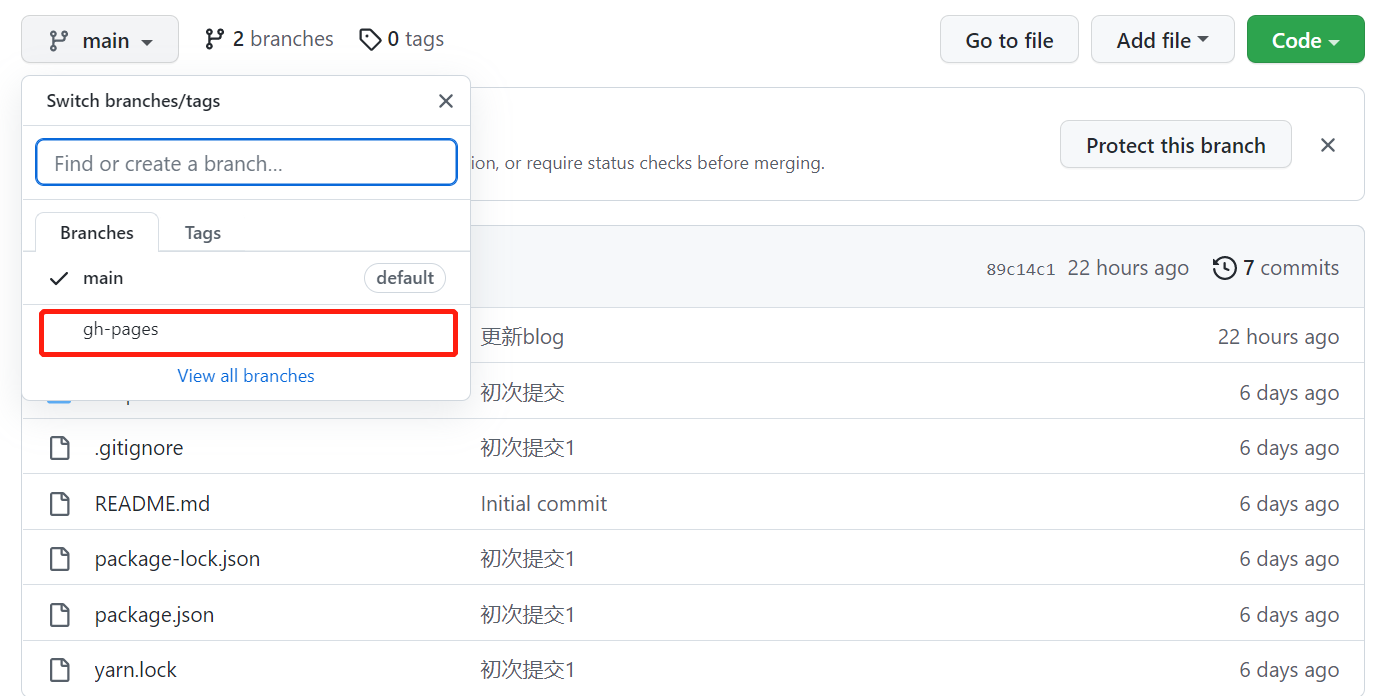 main
2 branches
0 tags
Go to file
Add file
Code
Switch branches/tags
Find or create a branch...
ion, or require status checks before merging.
Protect this branch
Branches
Tags
main
default
89c14c1 22 hours ago
7 commits
gh-pages
更新blog
22 hours ago
View all branches
初次提交
6 days ago
.gitignore
初次提交1
6 days ago
README.md
Initial commit
6 days ago
package-lock.json
初次提交1
6 days ago
package.json
初次提交1
6 days ago
yarn.lock
初次提交1
6 days ago